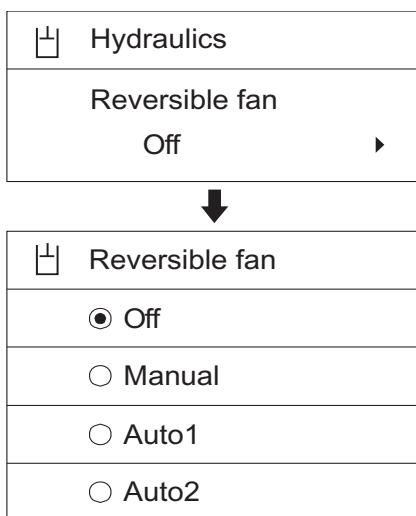 Hydraulics
Reversible fan
Off
Reversible fan
Off
Manual
Auto1
Auto2